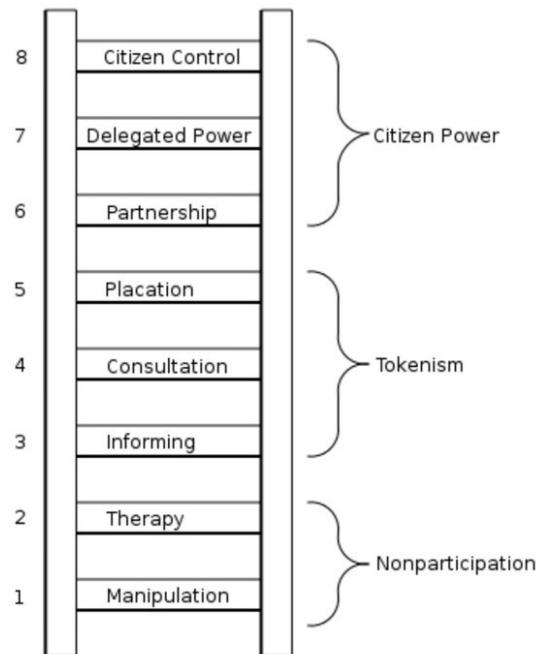 8 Citizen Control
7 Delegated Power Citizen Power
6 Partnership
5 Placation
4 Consultation Tokenism
3 Informing
2 Therapy
Nonparticipation
1 Manipulation